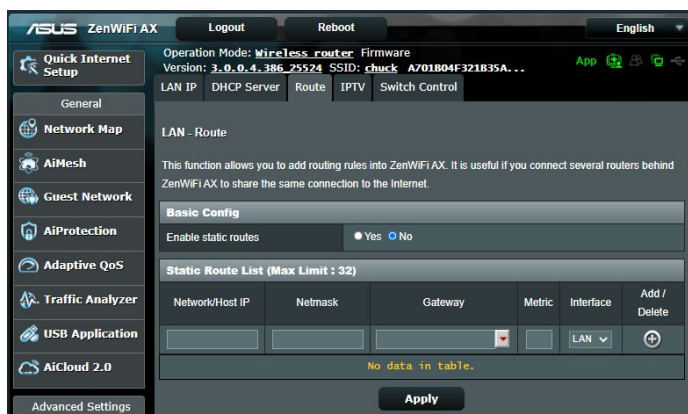 ASUS ZenWiFi AX Logout Reboot English
Quick Internet Setup
Operation Mode: Wireless router Firmware
Version: 3.0.0.4.386_25524 SSID: chuck A701B04F321B35A...
App
LAN IP DHCP Server Route IPTV Switch Control
General
Network Map
AiMesh
Guest Network
AiProtection
Adaptive QoS
Traffic Analyzer
USB Application
AiCloud 2.0
Advanced Settings
LAN - Route
This function allows you to add routing rules into ZenWiFi AX. It is useful if you connect several routers behind
ZenWiFi AX to share the same connection to the Internet.
Basic Config
Enable static routes Yes No
Static Route List (Max Limit : 32)
Network/Host IP Netmask Gateway Metric Interface Add / Delete
LAN
No data in table.
Apply